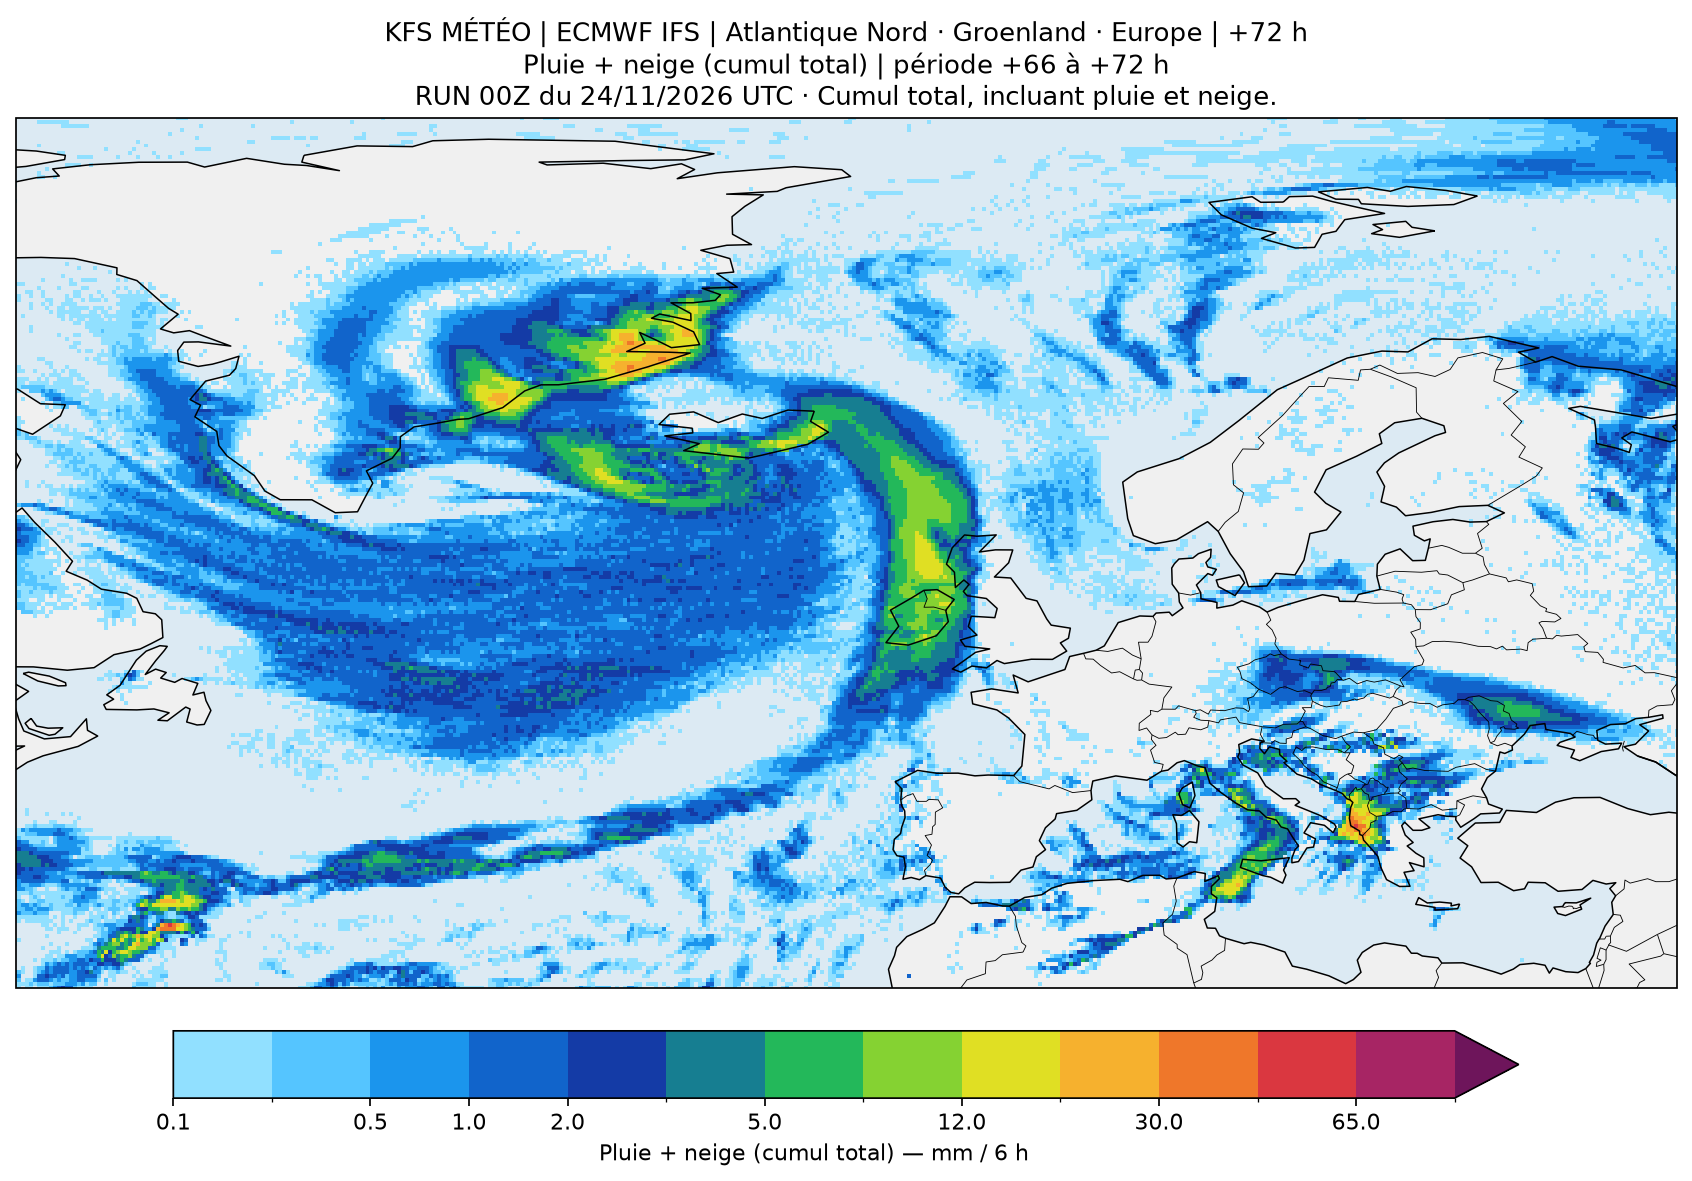 KFS MÉTÉO | ECMWF IFS | Atlantique Nord · Groenland · Europe | +72 h
Pluie + neige (cumul total) | période +66 à +72 h
RUN 00Z du 24/11/2026 UTC · Cumul total, incluant pluie et neige.
0.1 0.5 1.0 2.0 5.0 12.0 30.0 65.0
Pluie + neige (cumul total) — mm / 6 h